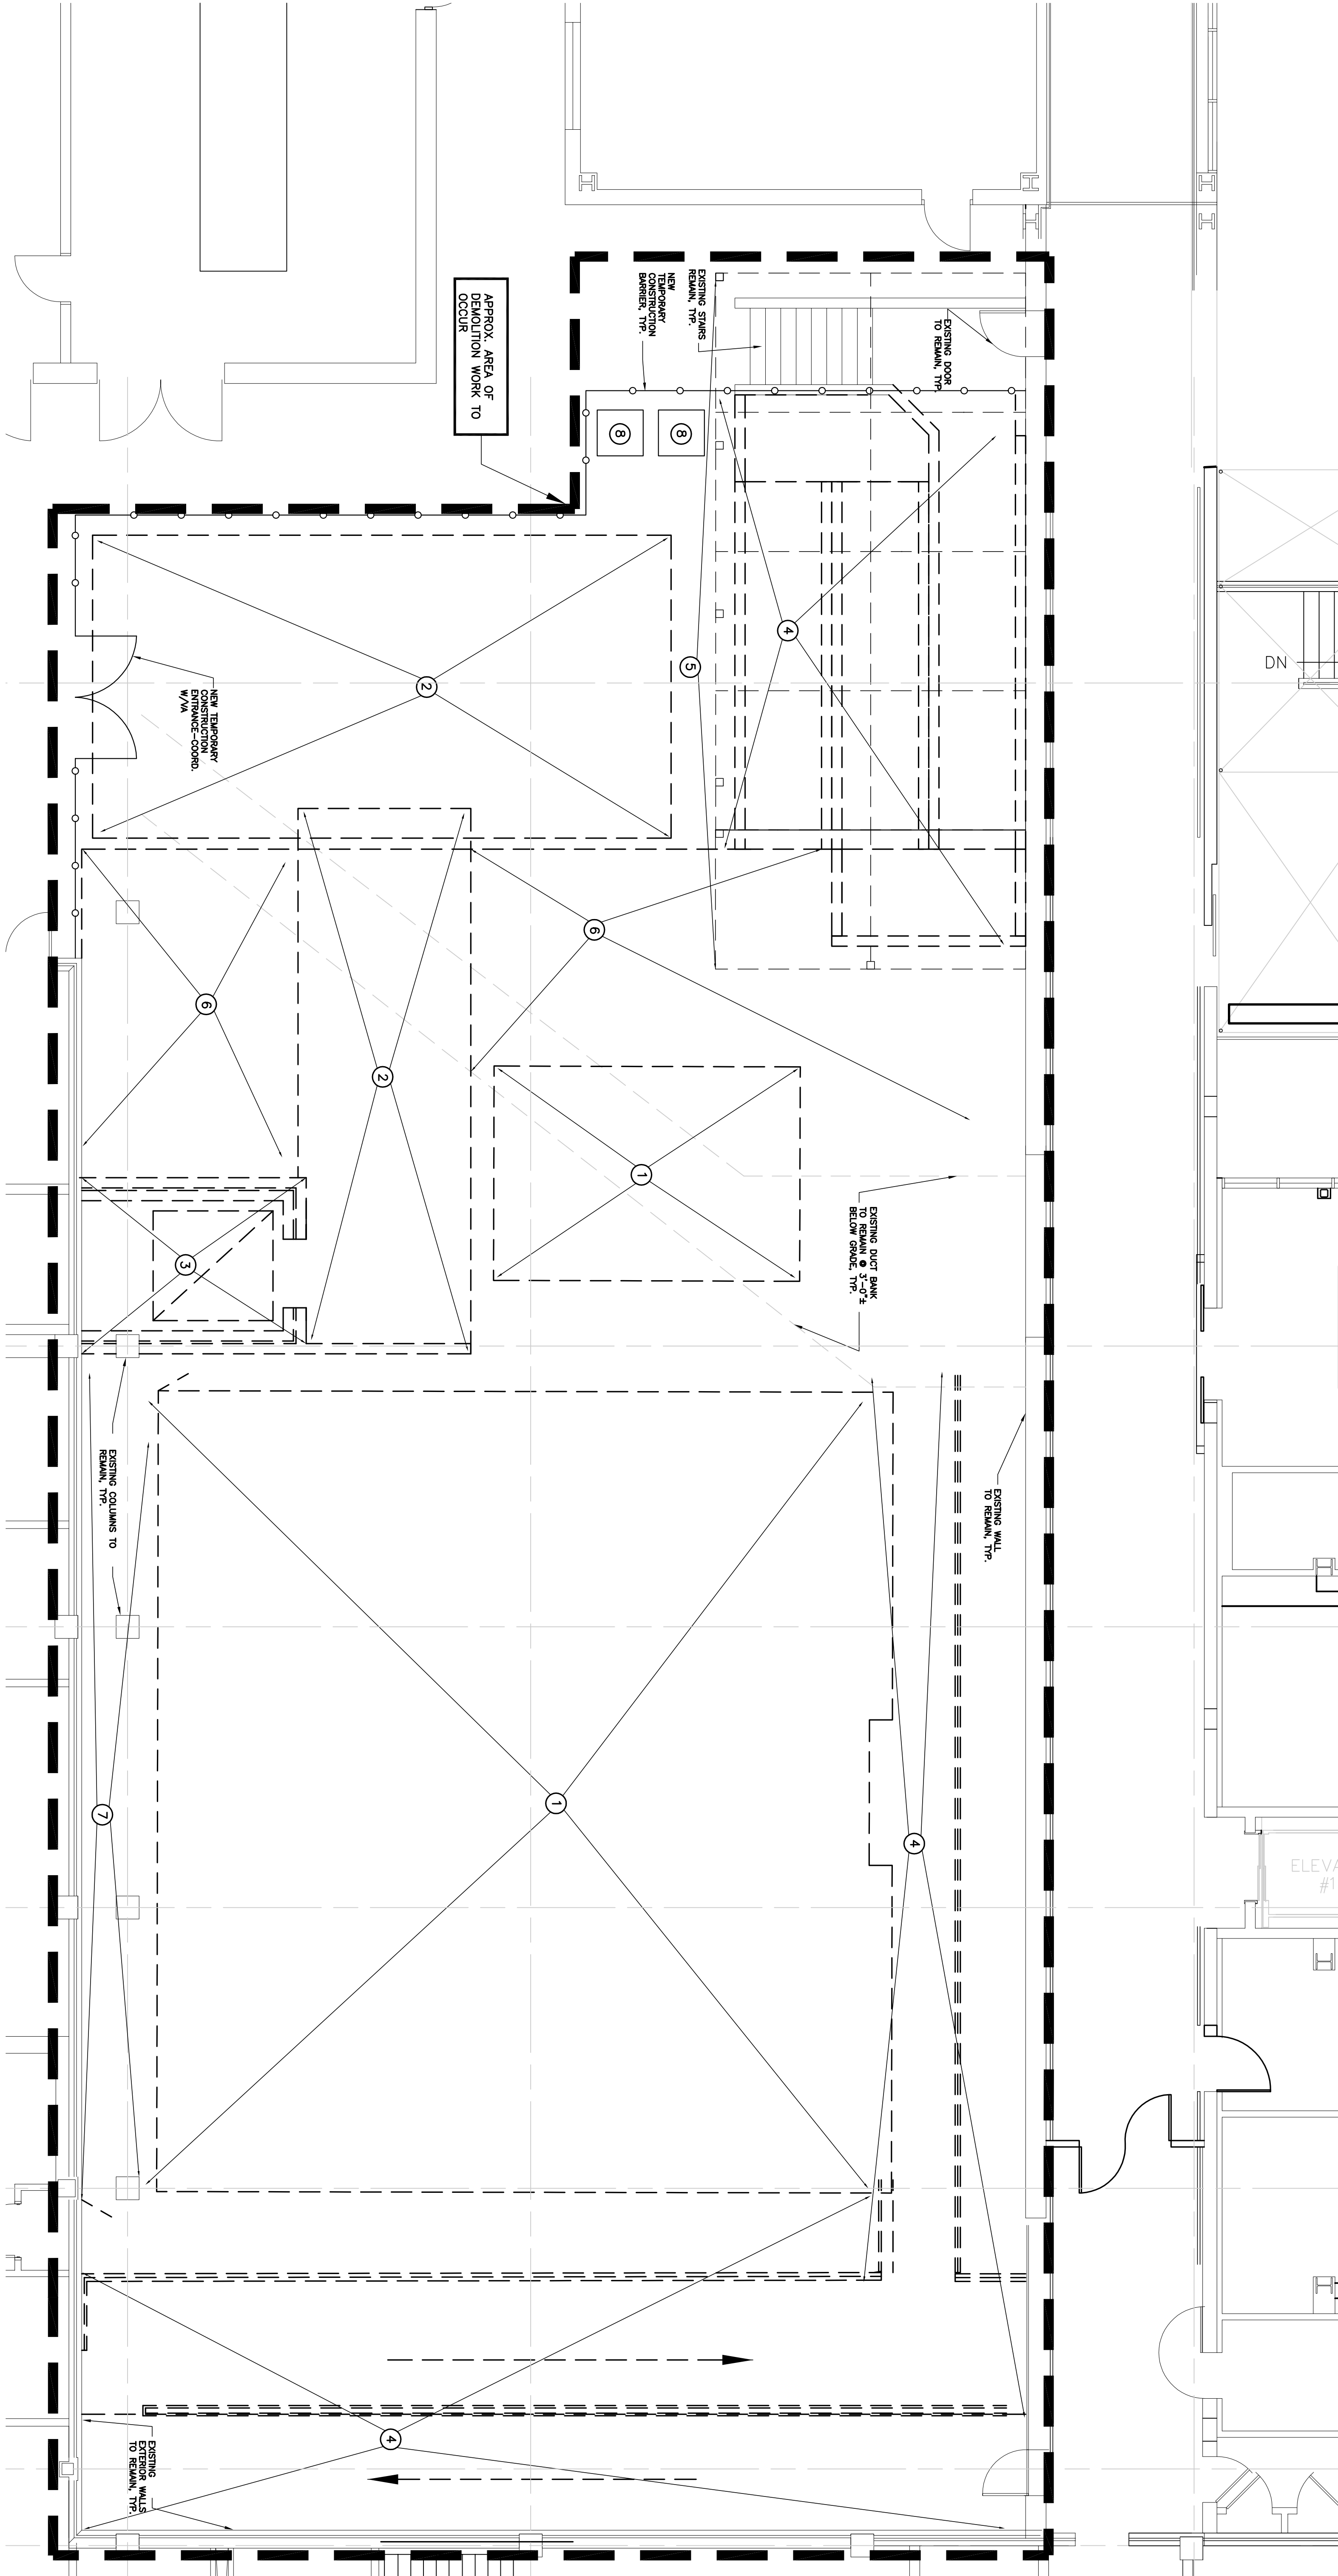 EXISTING STAIRS
REMAIN, TYP.
NEW
TEMPORARY
CONSTRUCTION
BARRIER, TYP.
APPROX. AREA OF
DEMOLITION WORK TO
OCCUR
EXISTING DOOR
TO REMAIN, TYP.
8
8
4
5
2
DN
NEW TEMPORARY
CONSTRUCTION
ENTRANCE-COORD.
W/VA
6
6
2
1
EXISTING DUCT BANK
TO REMAIN @ 3'-0"±
BELOW GRADE, TYP.
3
EXISTING COLUMNS TO
REMAIN, TYP.
EXISTING WALL
TO REMAIN, TYP.
1
7
4
ELEVA
#1
4
EXISTING
EXTERIOR WALLS
TO REMAIN, TYP.